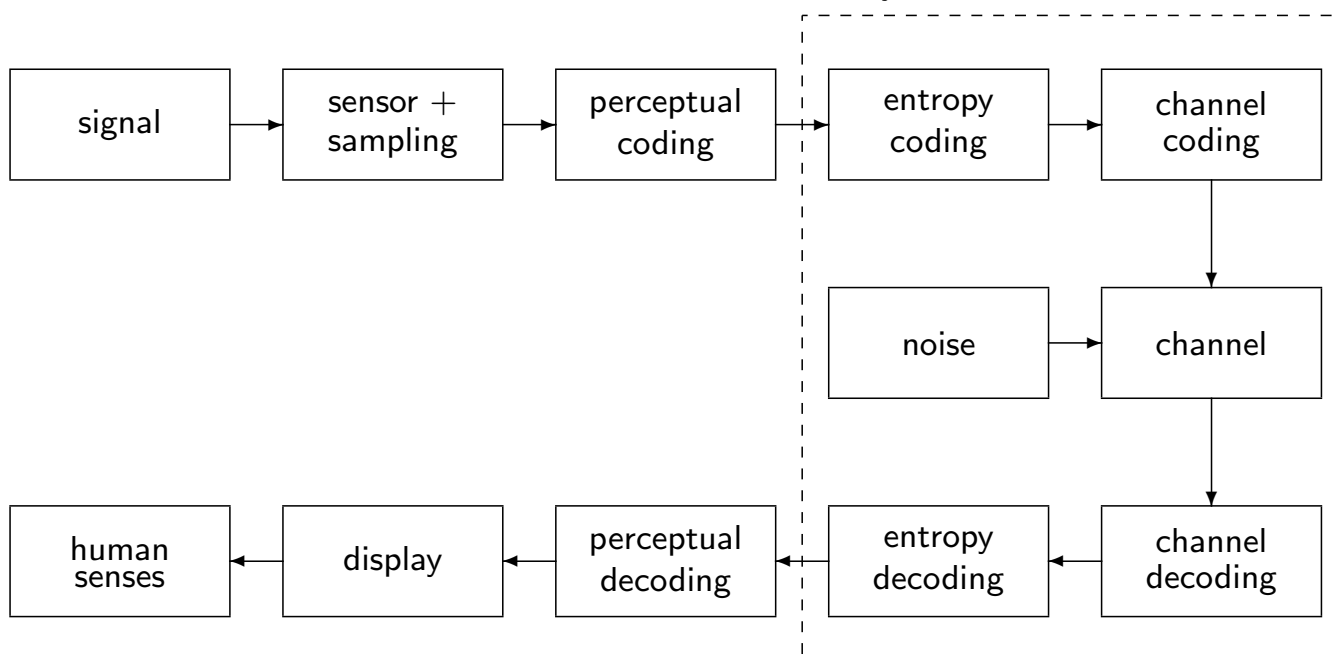 signal
sensor +
sampling
perceptual
coding
entropy
coding
channel
coding
noise
channel
human
senses
display
perceptual
decoding
entropy
decoding
channel
decoding